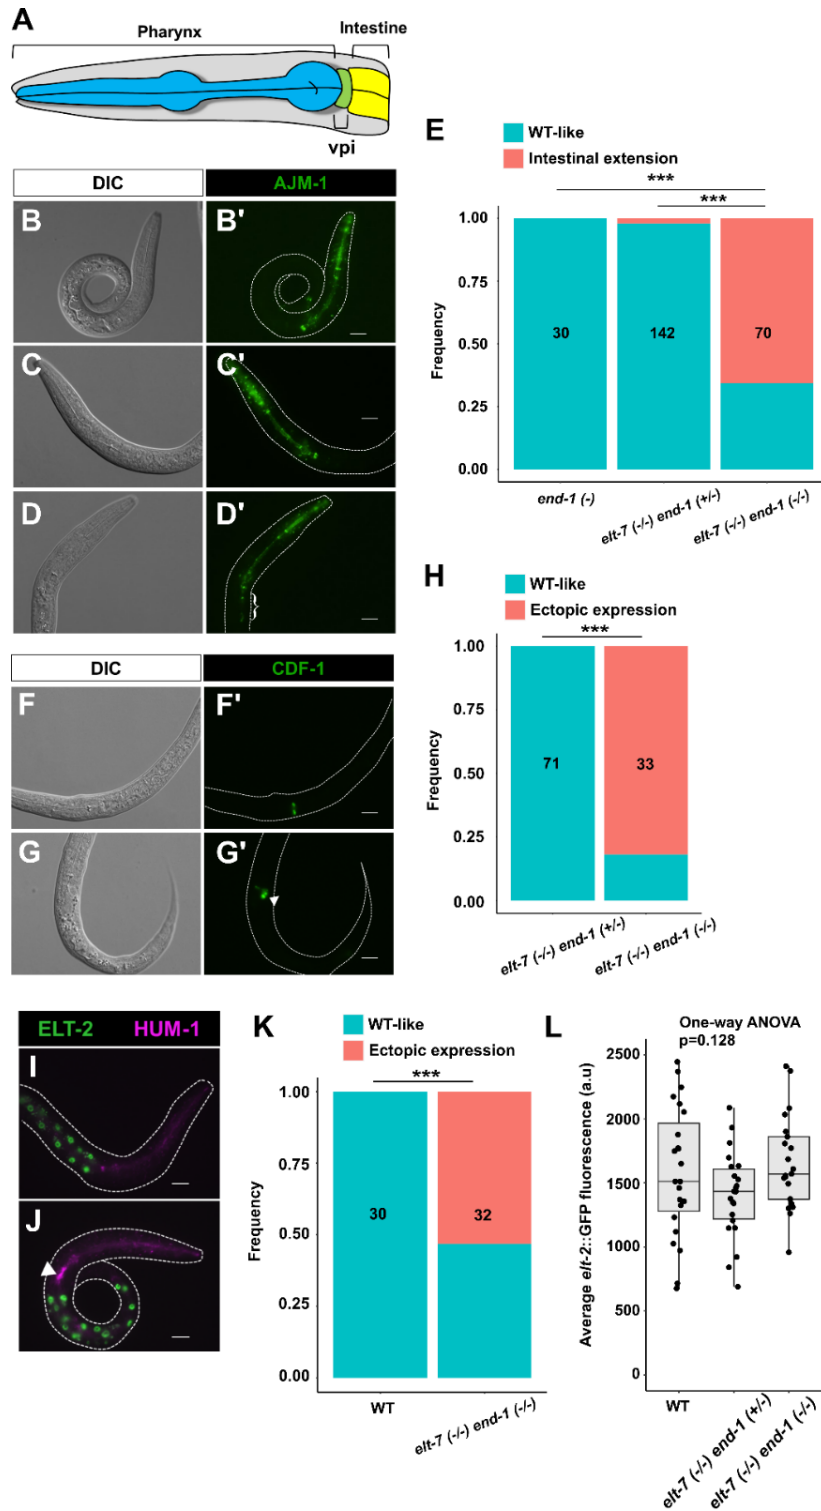 A
Pharynx
Intestine
vpi
DIC
AJM-1
B
B'
C
C'
D
D'
DIC
CDF-1
F
F'
G
G'
E
WT-like
Intestinal extension
***
***
1.00
0.75
0.50
0.25
0.00
Frequency
30
142
70
end-1 (-)
elt-7 (-/-) end-1 (+/-)
elt-7 (-/-) end-1 (-/-)
H
WT-like
Ectopic expression
***
1.00
0.75
0.50
0.25
0.00
Frequency
71
33
elt-7 (-/-) end-1 (+/-)
elt-7 (-/-) end-1 (-/-)
ELT-2 HUM-1
I
J
K
WT-like
Ectopic expression
***
1.00
0.75
0.50
0.25
0.00
Frequency
30
32
WT
elt-7 (-/-) end-1 (-/-)
L
One-way ANOVA
p=0.128
Average elt-2::GFP fluorescence (a.u)
2500
2000
1500
1000
500
0
WT
elt-7 (-/-) end-1 (+/-)
elt-7 (-/-) end-1 (-/-)